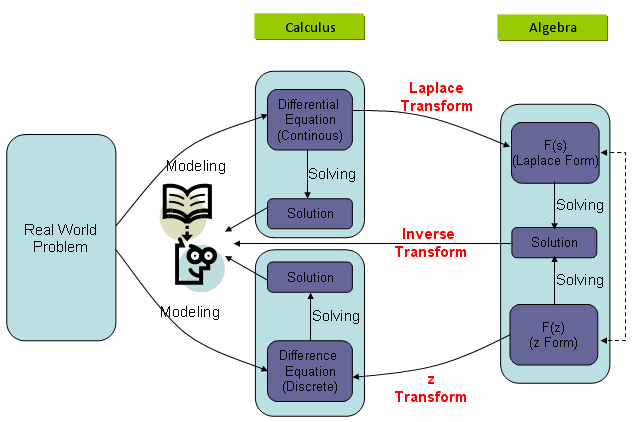 Calculus
Algebra
Laplace
Transform
Differential
Equation
(Continous)
F(s)
(Laplace Form)
Modeling
Solving
Solving
Solution
Real World
Problem
Inverse
Transform
Solution
Solution
Solving
Modeling
Solving
Difference
Equation
(Discrete)
F(z)
(z Form)
z
Transform